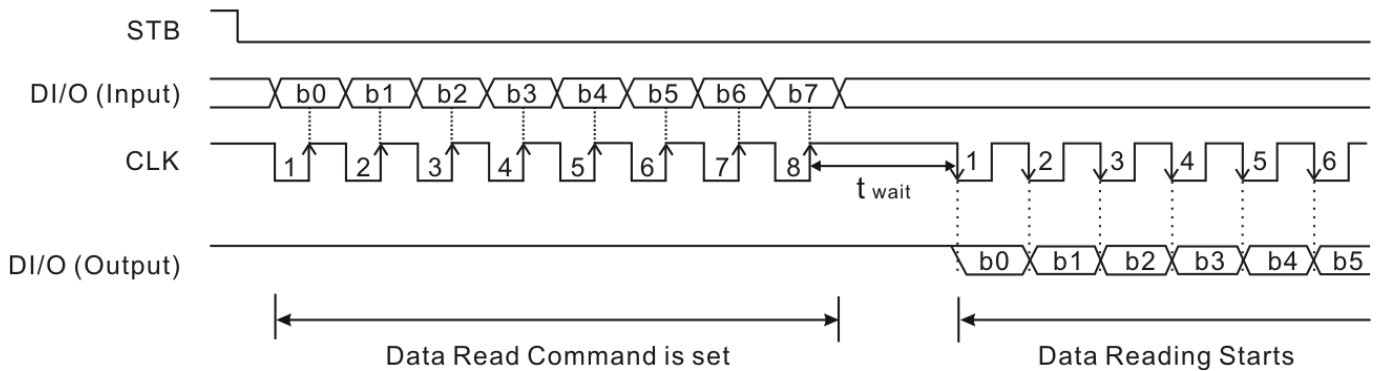 STB
DI/O (Input) b0 b1 b2 b3 b4 b5 b6 b7
CLK 1 2 3 4 5 6 7 8 1 2 3 4 5 6
t wait
DI/O (Output) b0 b1 b2 b3 b4 b5
Data Read Command is set Data Reading Starts